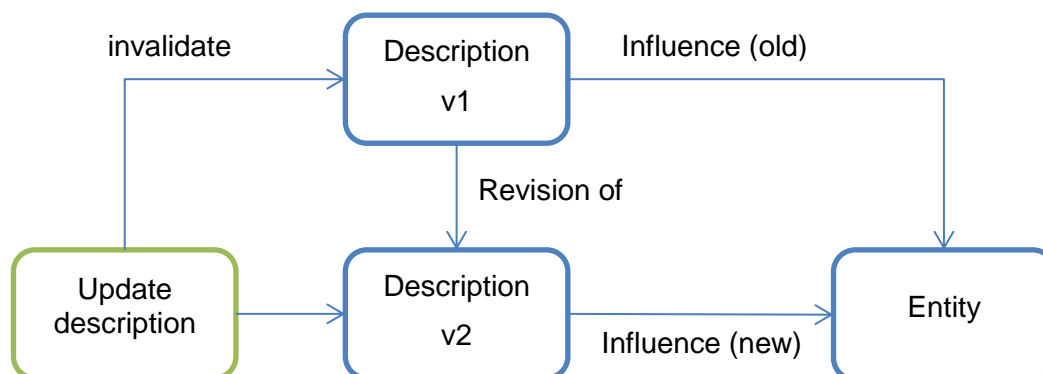 invalidate
Description
v1
Influence (old)
Revision of
Update
description
Description
v2
Influence (new)
Entity